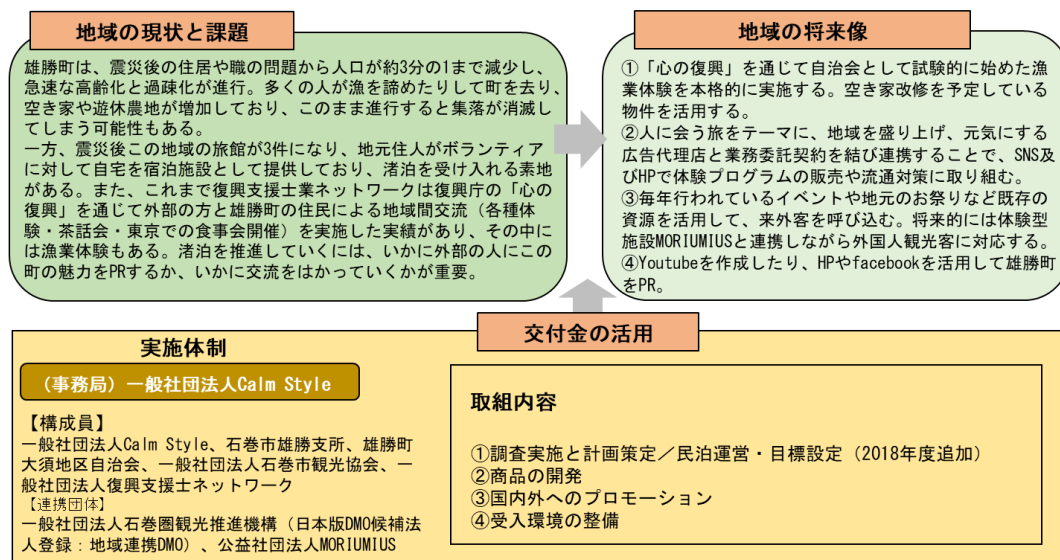 地域の現状と課題
雄勝町は、震災後の住居や職の問題から人口が約3分の1まで減少し、
急速な高齢化と過疎化が進行。多くの人が漁を諦めたりして町を去り、
空き家や遊休農地が増加しており、このまま進行すると集落が消滅し
てしまう可能性もある。
一方、震災後この地域の旅館が3件になり、地元住人がボランティア
に対して自宅を宿泊施設として提供しており、渚泊を受け入れる素地
がある。また、これまで復興支援士業ネットワークは復興庁の「心の
復興」を通じて外部の方と雄勝町の住民による地域間交流（各種体
験・茶話会・東京での食事会開催）を実施した実績があり、その中に
は漁業体験もある。渚泊を推進していくには、いかに外部の人にこの
町の魅力をPRするか、いかに交流をはかっていくかが重要。
地域の将来像
①「心の復興」を通じて自治会として試験的に始めた漁
業体験を本格的に実施する。空き家改修を予定している
物件を活用する。
②人に会う旅をテーマに、地域を盛り上げ、元気にする
広告代理店と業務委託契約を結び連携することで、SNS及
びHPで体験プログラムの販売や流通対策に取り組む。
③毎年行われているイベントや地元のお祭りなど既存の
資源を活用して、来外客を呼び込む。将来的には体験型
施設MORIUMIUSと連携しながら外国人観光客に対応する。
④Youtubeを作成したり、HPやfacebookを活用して雄勝町
をPR。
交付金の活用
実施体制
（事務局）一般社団法人Calm Style
【構成員】
一般社団法人Calm Style、石巻市雄勝支所、雄勝町
大須地区自治会、一般社団法人石巻市観光協会、一
般社団法人復興支援士ネットワーク
【連携団体】
一般社団法人石巻圏観光推進機構（日本版DMO候補法
人登録：地域連携DMO）、公益社団法人MORIUMIUS
取組内容
①調査実施と計画策定／民泊運営・目標設定（2018年度追加）
②商品の開発
③国内外へのプロモーション
④受入環境の整備